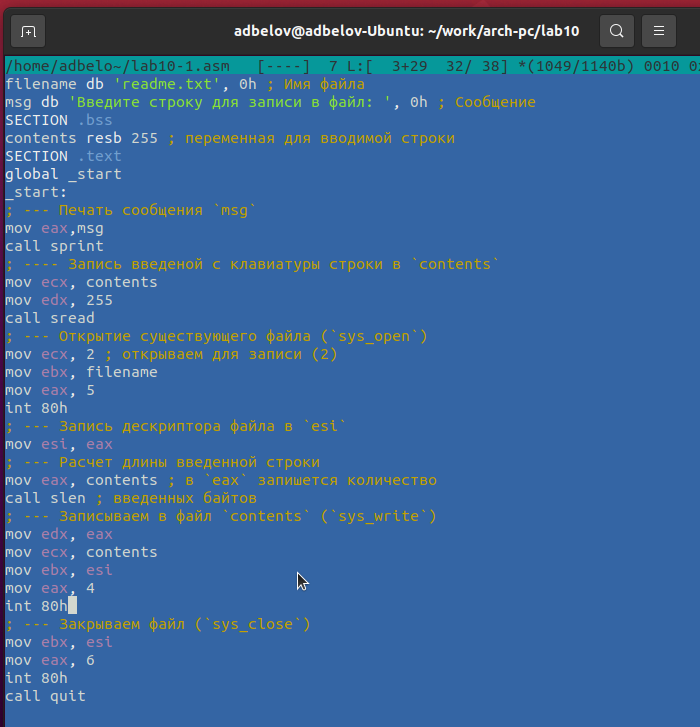 adbelov@adbelov-Ubuntu: ~/work/arch-pc/lab10
/home/adbelo~/lab10-1.asm [----] 7 L:[ 3+29 32/ 38] *(1049/1140b) 0010 0
filename db 'readme.txt', 0h ; Имя файла
msg db 'Введите строку для записи в файл: ', 0h ; Сообщение
SECTION .bss
contents resb 255 ; переменная для вводимой строки
SECTION .text
global _start
_start:
; --- Печать сообщения `msg`
mov eax,msg
call sprint
; ---- Запись введеной с клавиатуры строки в `contents`
mov ecx, contents
mov edx, 255
call sread
; --- Открытие существующего файла (`sys_open`)
mov ecx, 2 ; открываем для записи (2)
mov ebx, filename
mov eax, 5
int 80h
; --- Запись дескриптора файла в `esi`
mov esi, eax
; --- Расчет длины введенной строки
mov eax, contents ; в `eax` запишется количество
call slen ; введенных байтов
; --- Записываем в файл `contents` (`sys_write`)
mov edx, eax
mov ecx, contents
mov ebx, esi
mov eax, 4
int 80h
; --- Закрываем файл (`sys_close`)
mov ebx, esi
mov eax, 6
int 80h
call quit